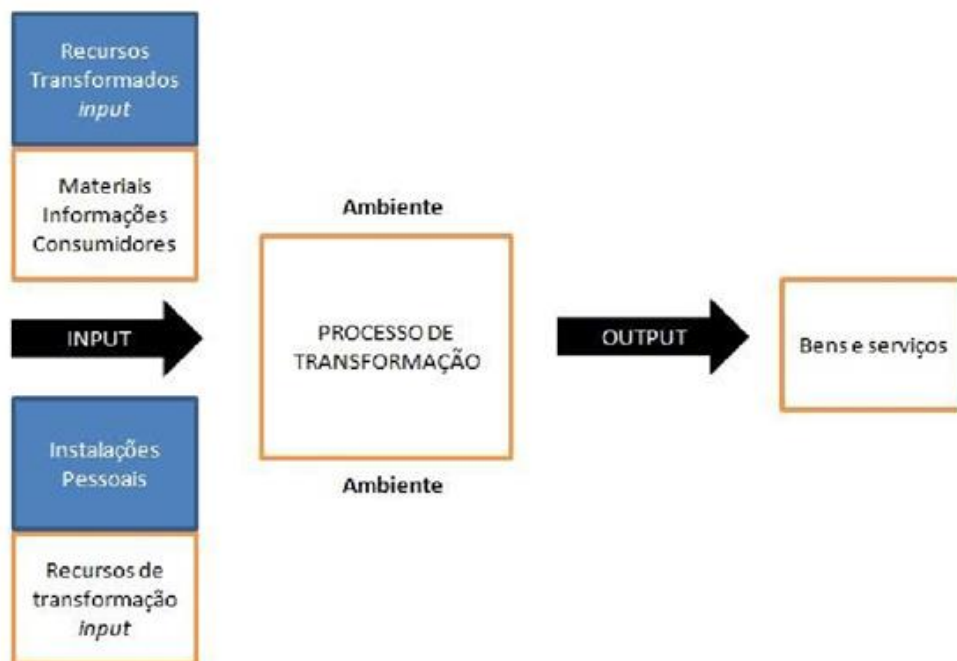 Recursos
Transformados
input
Materiais
Informações
Consumidores
INPUT
Instalações
Pessoais
Recursos de
transformação
input
Ambiente
PROCESSO DE
TRANSFORMAÇÃO
Ambiente
OUTPUT
Bens e serviços